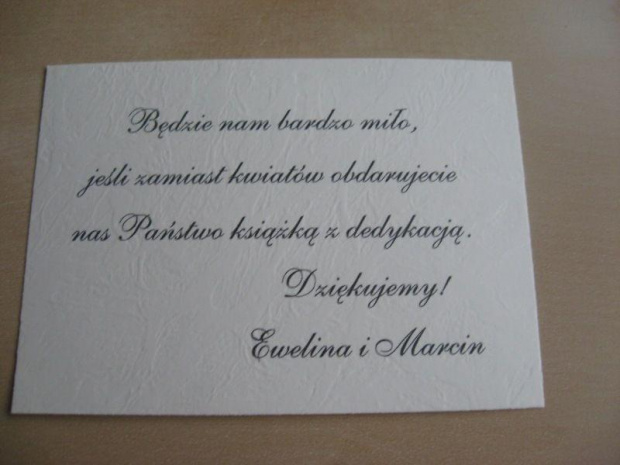 Będzie nam bardzo miło,
jeśli zamiast kwiatów obdarujecie
nas Państwo książką z dedykacją.
Dziękujemy!
Ewelina i Marcin